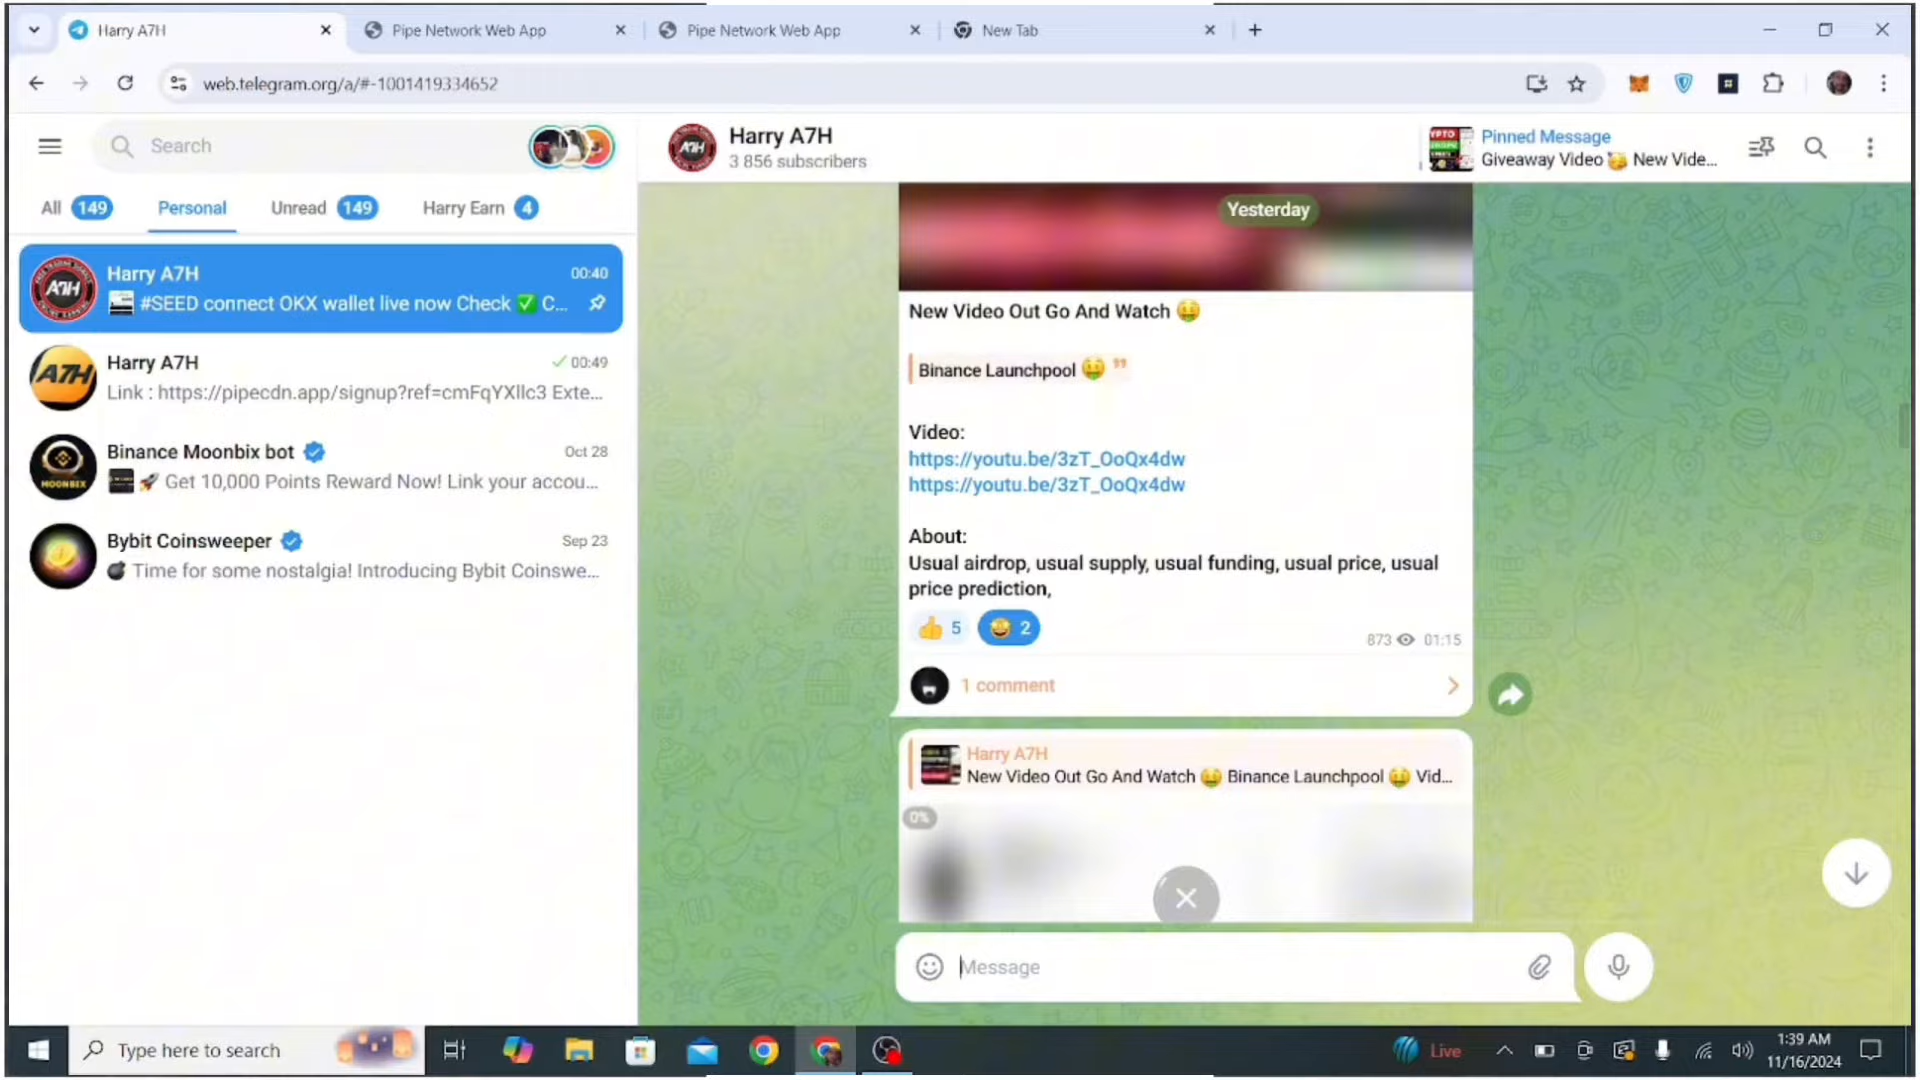 Harry A7H
Pipe Network Web App
Pipe Network Web App
New Tab
web.telegram.org/a/#-1001419334652
Search
All 149
Personal
Unread 149
Harry Earn 4
Harry A7H 00:40
#SEED connect OKX wallet live now Check ✅ C...
Harry A7H 00:49
Link : https://pipecdn.app/signup?ref=cmFqYXllc3 Exte...
Binance Moonbix bot Oct 28
🚀 Get 10,000 Points Reward Now! Link your accou...
Bybit Coinsweeper Sep 23
💣 Time for some nostalgia! Introducing Bybit Coinswe...
Harry A7H
3 856 subscribers
Pinned Message
Giveaway Video 🥳 New Vide...
Yesterday
New Video Out Go And Watch 🤑
Binance Launchpool 🤑
Video:
https://youtu.be/3zT_OoQx4dw
https://youtu.be/3zT_OoQx4dw
About:
Usual airdrop, usual supply, usual funding, usual price, usual
price prediction,
👍 5 🤩 2
873 01:15
1 comment
Harry A7H
New Video Out Go And Watch 🤑 Binance Launchpool 🤑 Vid...
0%
Message
Type here to search
Live
1:39 AM
11/16/2024
A7H
A7H
MOONBIX
A7H